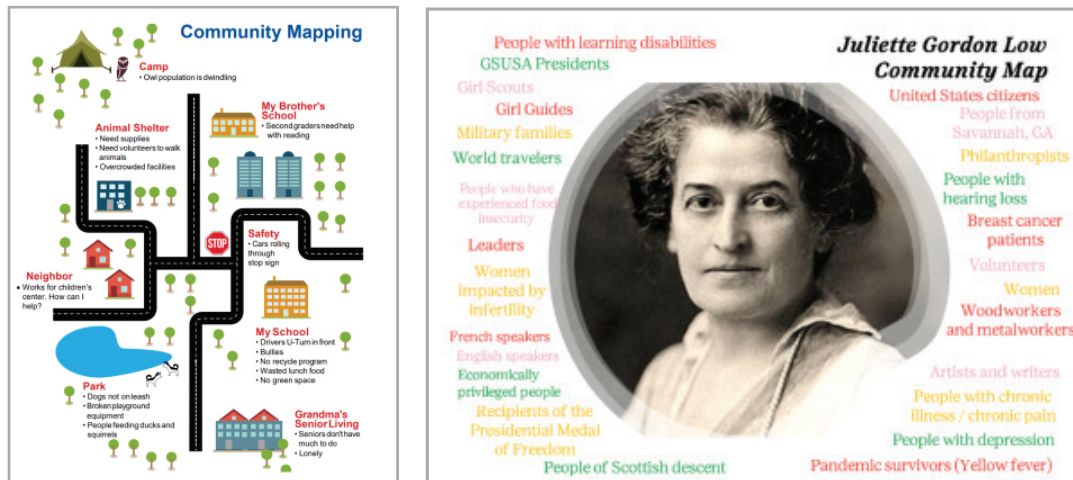 Community Mapping
Camp
• Owl population is dwindling
My Brother's
School
• Second graders need help
with reading
Animal Shelter
• Need supplies
• Need volunteers to walk
animals
• Overcrowded facilities
STOP
Safety
• Cars rolling
through
stop sign
Neighbor
• Works for children's
center. How can I
help?
My School
• Drivers U-Turn in front
• Bullies
• No recycle program
• Wasted lunch food
• No green space
Park
• Dogs not on leash
• Broken playground
equipment
• People feeding ducks and
squirrels
Grandma's
Senior Living
• Seniors don't have
much to do
• Lonely
Juliette Gordon Low
Community Map
People with learning disabilities
GSUSA Presidents
Girl Scouts
Girl Guides
Military families
World travelers
People who have
experienced food
insecurity
Leaders
Women
impacted by
infertility
French speakers
English speakers
Economically
privileged people
Recipients of the
Presidential Medal
of Freedom
People of Scottish descent
United States citizens
People from
Savannah, GA
Philanthropists
People with
hearing loss
Breast cancer
patients
Volunteers
Women
Woodworkers
and metalworkers
Artists and writers
People with chronic
illness / chronic pain
People with depression
Pandemic survivors (Yellow fever)